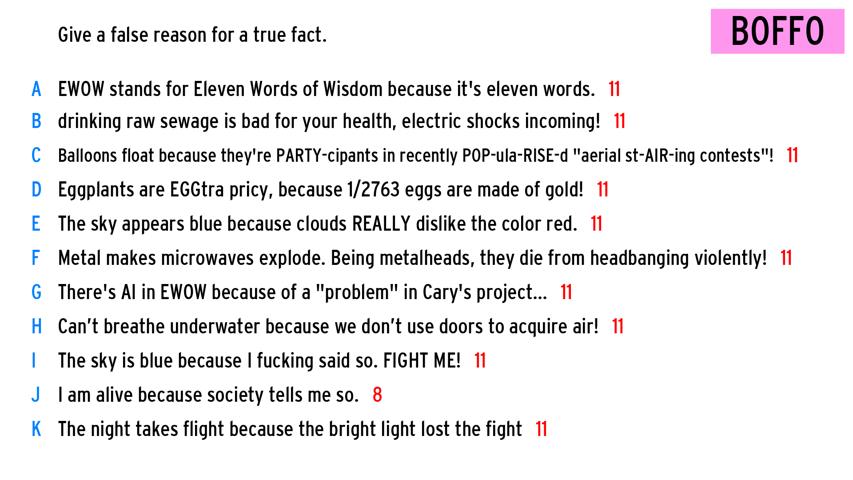 Give a false reason for a true fact.
BOFFO
A EWOW stands for Eleven Words of Wisdom because it's eleven words. 11
B drinking raw sewage is bad for your health, electric shocks incoming! 11
C Balloons float because they're PARTY-cipants in recently POP-ula-RISE-d "aerial st-AIR-ing contests"! 11
D Eggplants are EGGtra pricy, because 1/2763 eggs are made of gold! 11
E The sky appears blue because clouds REALLY dislike the color red. 11
F Metal makes microwaves explode. Being metalheads, they die from headbanging violently! 11
G There's AI in EWOW because of a "problem" in Cary's project... 11
H Can’t breathe underwater because we don’t use doors to acquire air! 11
I The sky is blue because I fucking said so. FIGHT ME! 11
J I am alive because society tells me so. 8
K The night takes flight because the bright light lost the fight 11